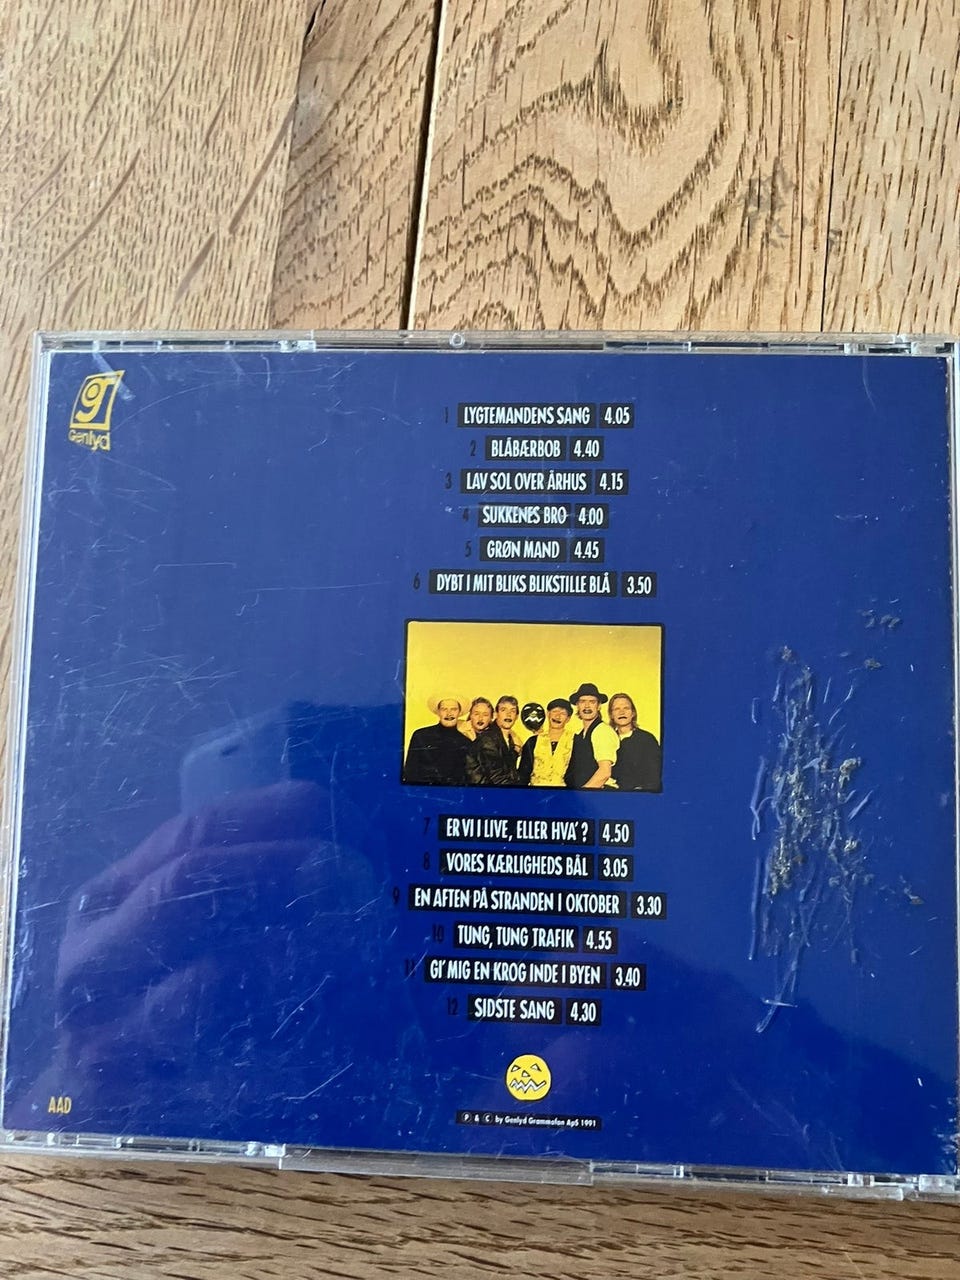 Genlyd
1 LYGTEMANDENS SANG 4.05
2 BLÅBÆRBOB 4.40
3 LAV SOL OVER ÅRHUS 4.15
4 SUKKENES BRO 4.00
5 GRØN MAND 4.45
6 DYBT I MIT BLIKS BLIKSTILLE BLÅ 3.50
7 ER VI I LIVE, ELLER HVA'? 4.50
8 VORES KÆRLIGHEDS BÅL 3.05
9 EN AFTEN PÅ STRANDEN I OKTOBER 3.30
10 TUNG, TUNG TRAFIK 4.55
11 GI' MIG EN KROG INDE I BYEN 3.40
12 SIDSTE SANG 4.30
AAD
P & C by Genlyd Grammofon ApS 1991